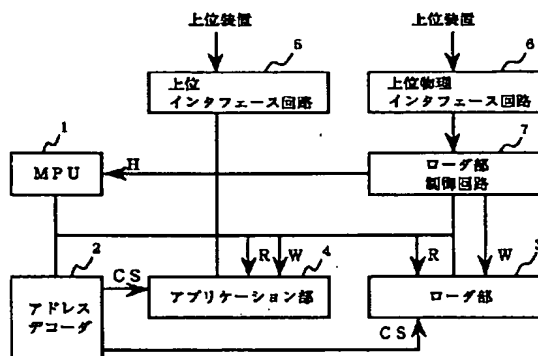 上位装置
上位装置
5
6
上位
インタフェース回路
上位物理
インタフェース回路
1
7
MPU
H
ローダ部
制御回路
2
R
W
4
R
W
3
CS
アプリケーション部
ローダ部
アドレス
デコーダ
CS